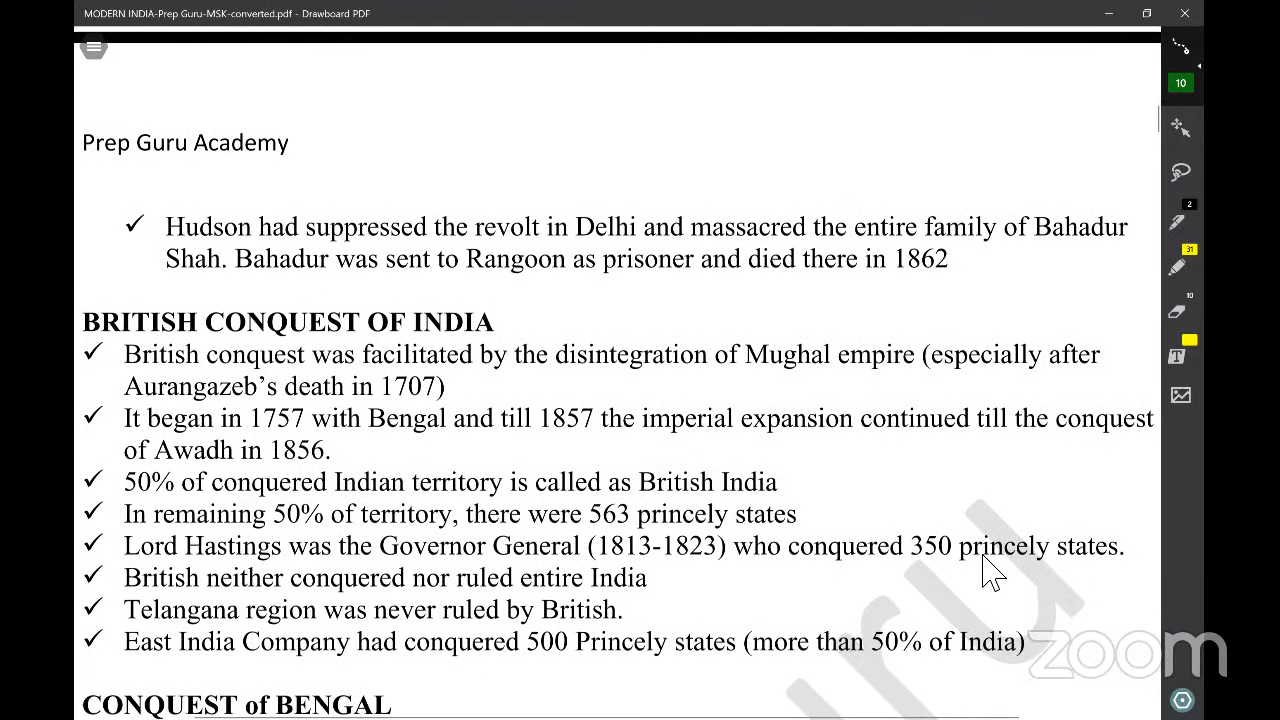 MODERN INDIA-Prep Guru-MSK-converted.pdf - Drawboard PDF
10
Prep Guru Academy
2
✓ Hudson had suppressed the revolt in Delhi and massacred the entire family of Bahadur
Shah. Bahadur was sent to Rangoon as prisoner and died there in 1862
31
10
BRITISH CONQUEST OF INDIA
✓ British conquest was facilitated by the disintegration of Mughal empire (especially after
T
Aurangazeb's death in 1707)
✓ It began in 1757 with Bengal and till 1857 the imperial expansion continued till the conquest
of Awadh in 1856.
✓ 50% of conquered Indian territory is called as British India
✓ In remaining 50% of territory, there were 563 princely states
✓ Lord Hastings was the Governor General (1813-1823) who conquered 350 princely states.
✓ British neither conquered nor ruled entire India
✓ Telangana region was never ruled by British.
✓ East India Company had conquered 500 Princely states (more than 50% of India)
zoom
CONQUEST of BENGAL